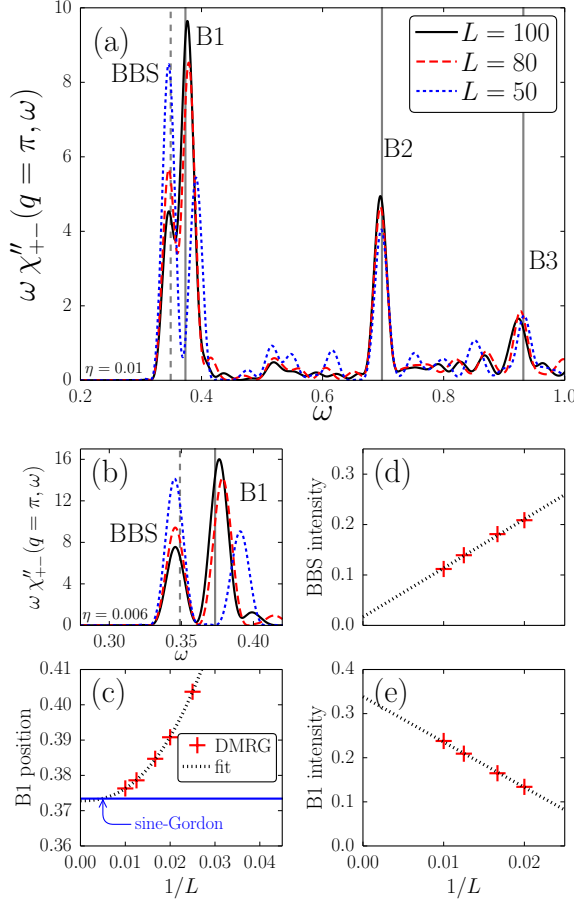 (a)
BBS
B1
B2
B3
L = 100
L = 80
L = 50
ω χ''₊₋(q = π, ω)
10
8
6
4
2
0
η = 0.01
0.2 0.4 0.6 0.8 1.0
ω
(b)
BBS
B1
ω χ''₊₋(q = π, ω)
16
12
8
4
0
η = 0.006
0.30 0.35 0.40
ω
(d)
BBS intensity
0.3
0.2
0.1
0.0
(c)
B1 position
0.41
0.40
0.39
0.38
0.37
0.36
DMRG
fit
sine-Gordon
0.00 0.01 0.02 0.03 0.04
1/L
(e)
B1 intensity
0.4
0.3
0.2
0.1
0.0
0.00 0.01 0.02
1/L